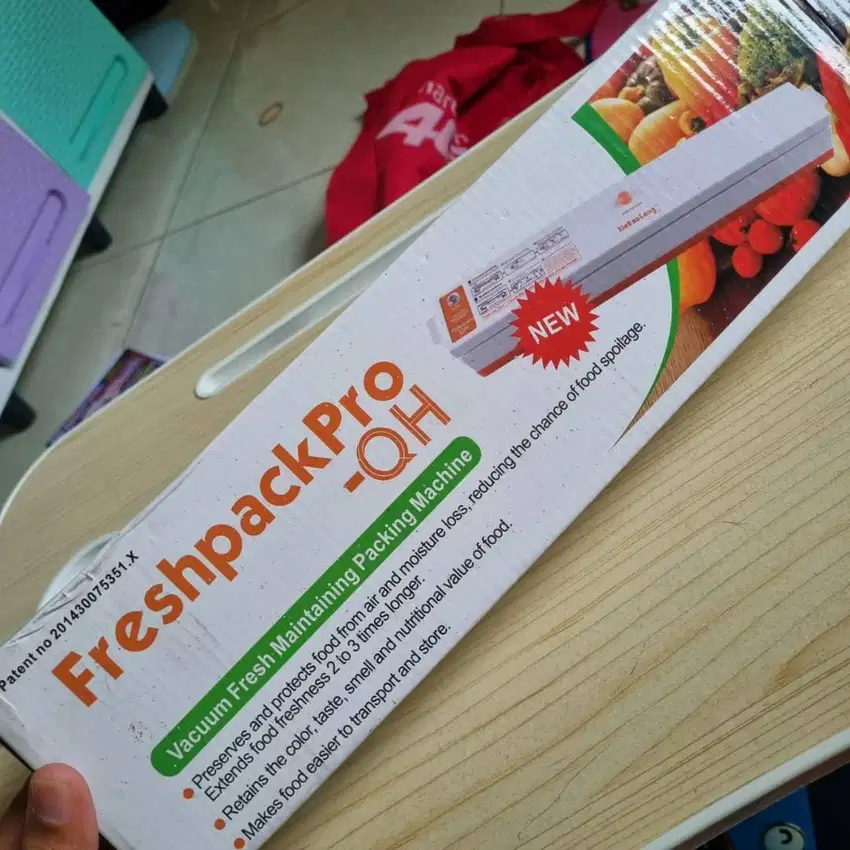 Patent no 201430075351.X
FreshpackPro
-QH
Vacuum Fresh Maintaining Packing Machine
Preserves and protects food from air and moisture loss, reducing the chance of food spoilage.
Extends food freshness 2 to 3 times longer.
Retains the color, taste, smell and nutritional value of food.
Makes food easier to transport and store.
NEW